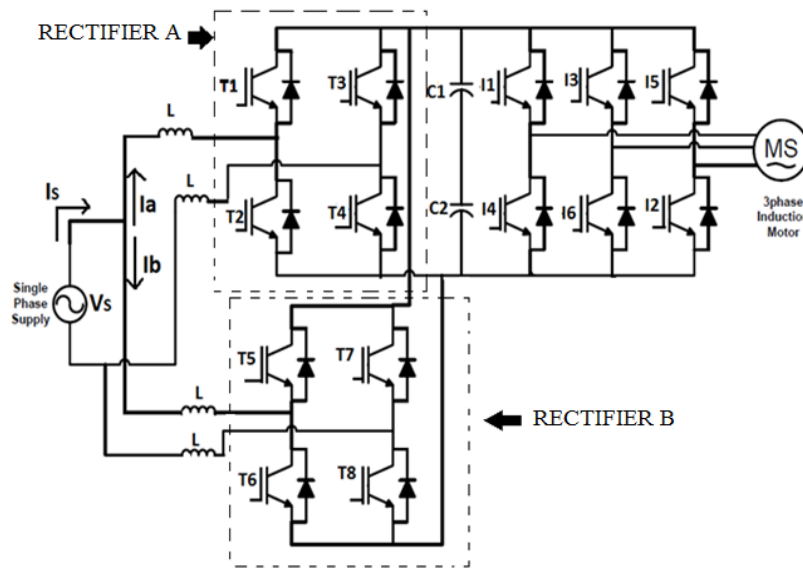 RECTIFIER A
T1
T3
C1
I1
I3
I5
L
MS
L
Is
Ia
T2
T4
C2
I4
I6
I2
3phase
Induction
Motor
Ib
Single
Phase
Supply
Vs
T5
T7
L
RECTIFIER B
L
T6
T8